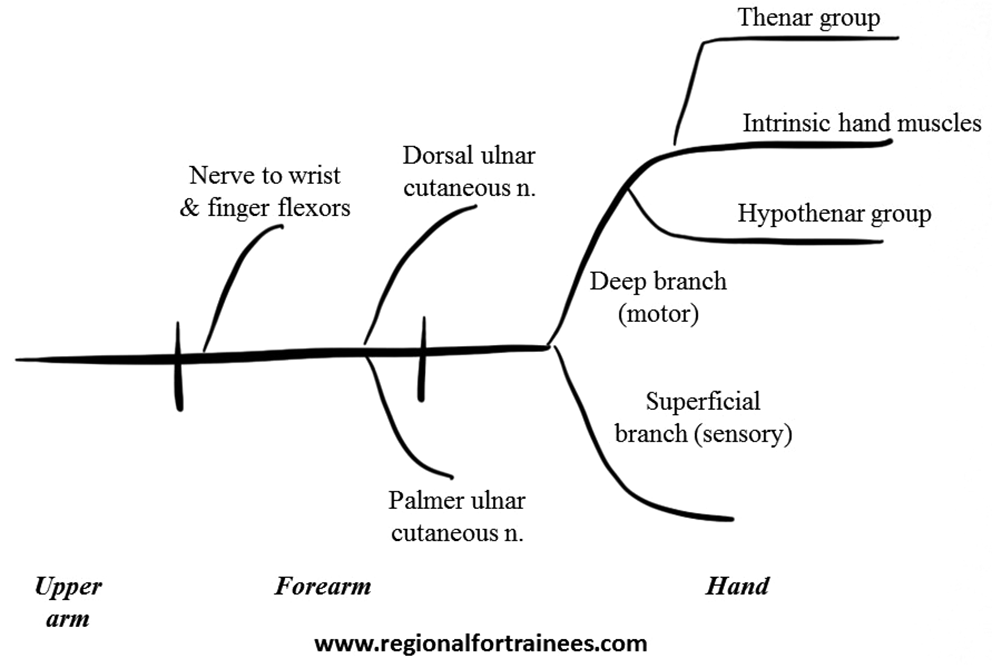 Thenar group
Intrinsic hand muscles
Dorsal ulnar
cutaneous n.
Nerve to wrist
& finger flexors
Hypothenar group
Deep branch
(motor)
Superficial
branch (sensory)
Palmer ulnar
cutaneous n.
Upper
arm
Forearm
Hand
www.regionalfortrainees.com